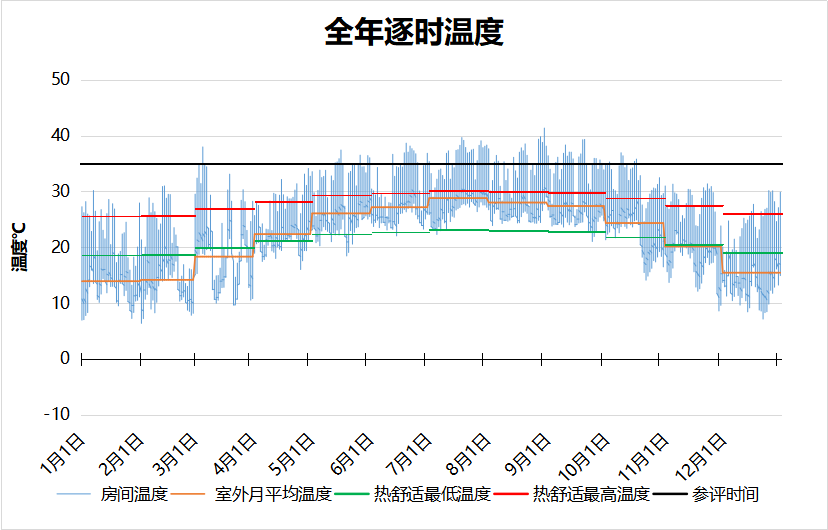 全年逐时温度
50
40
30
20
10
0
-10
温度℃
1月1日
2月1日
3月1日
4月1日
5月1日
6月1日
7月1日
8月1日
9月1日
10月1日
11月1日
12月1日
房间温度 室外月平均温度 热舒适最低温度 热舒适最高温度 参评时间